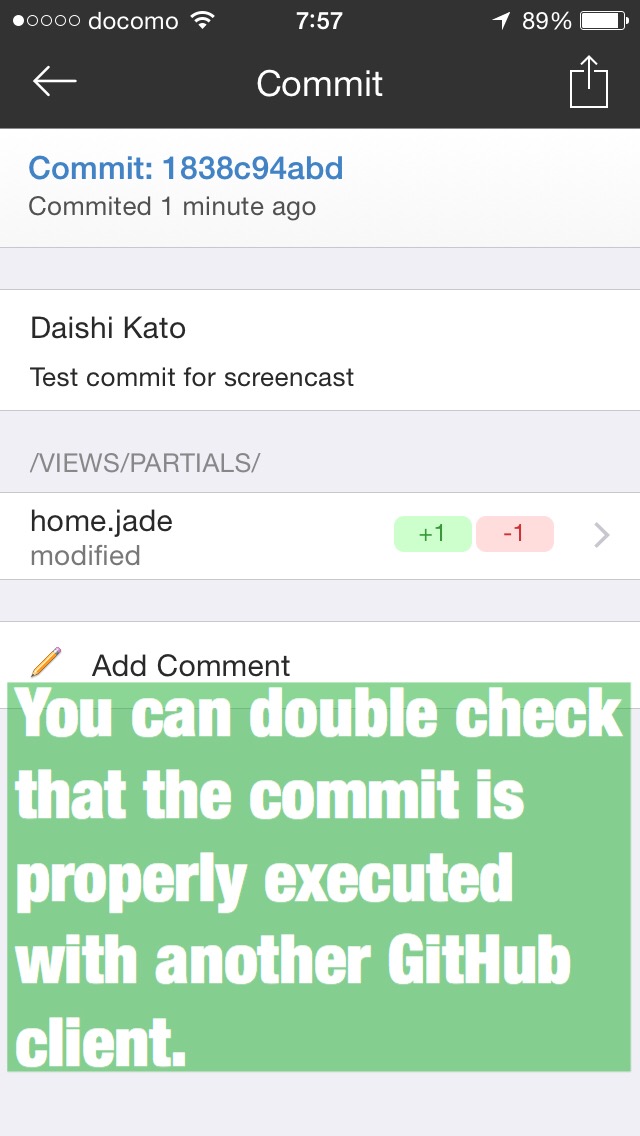 docomo 7:57 89%
Commit
Commit: 1838c94abd
Commited 1 minute ago
Daishi Kato
Test commit for screencast
/VIEWS/PARTIALS/
home.jade +1 -1
modified
Add Comment
You can double check
that the commit is
properly executed
with another GitHub
client.